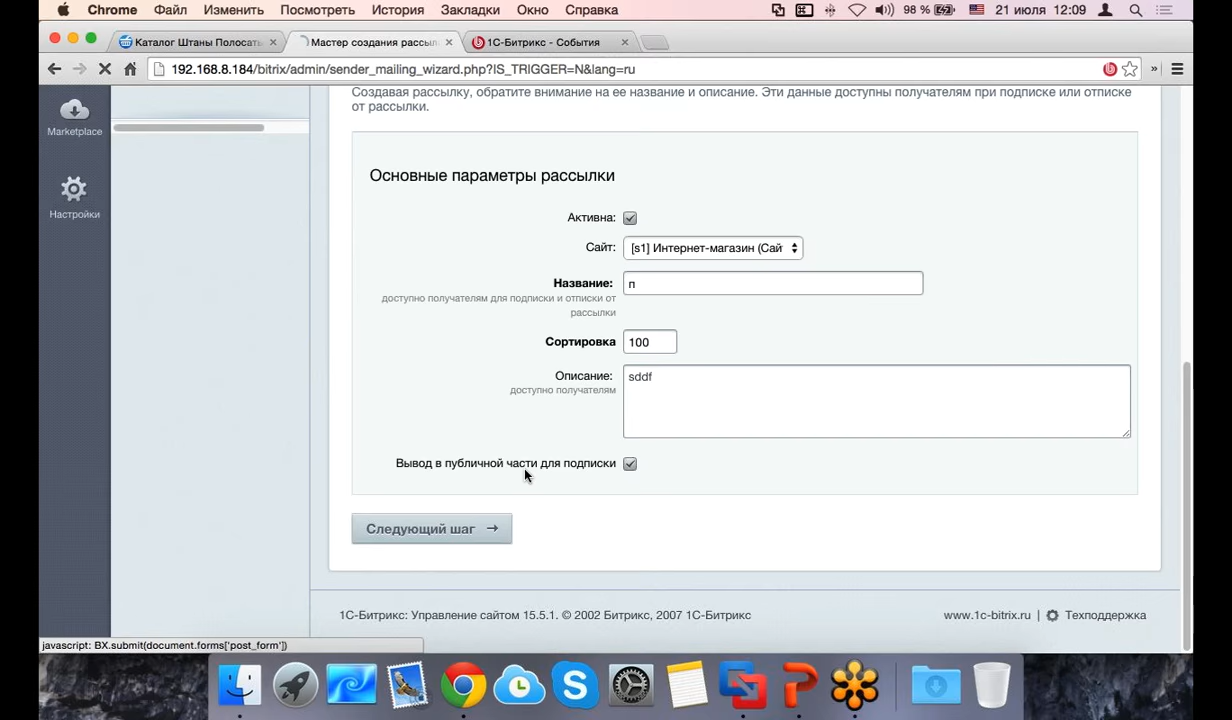 Chrome Файл Изменить Посмотреть История Закладки Окно Справка 98 % 21 июля 12:09
Каталог Штаны Полосать × Мастер создания рассыл × 1С-Битрикс - События ×
192.168.8.184/bitrix/admin/sender_mailing_wizard.php?IS_TRIGGER=N&lang=ru
Marketplace
Настройки
Создавая рассылку, обратите внимание на ее название и описание. Эти данные доступны получателям при подписке или отписке
от рассылки.
Основные параметры рассылки
Активна:
Сайт: [s1] Интернет-магазин (Сай
Название: п
доступно получателям для подписки и отписки от
рассылки
Сортировка 100
Описание: sddf
доступно получателям
Вывод в публичной части для подписки
Следующий шаг →
1С-Битрикс: Управление сайтом 15.5.1. © 2002 Битрикс, 2007 1С-Битрикс www.1c-bitrix.ru | Техподдержка
javascript: BX.submit(document.forms['post_form'])